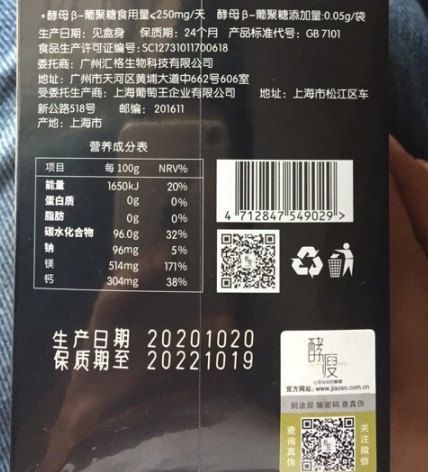 •酵母β-葡聚糖食用量≤250mg/天 酵母β-葡聚糖添加量:0.05g/袋
生产日期：见盒身 保质期：24个月 产品标准代号：GB 7101
食品生产许可证编号：SC12731011700618
委托商：广州汇格生物科技有限公司
地址：广州市天河区黄埔大道中662号606室
受委托生产商：上海葡萄王企业有限公司 地址：上海市松江区车
新公路518号 邮编：201611
产地：上海市
营养成分表
项目 每 100g NRV%
能量 1650kJ 20%
蛋白质 0g 0%
脂肪 0g 0%
碳水化合物 96.0g 32%
钠 96mg 5%
镁 514mg 171%
钙 304mg 38%
4 712847 549029 >
生产日期 20201020
保质期至 20221019
酵
官方网站：www.jiaoso.com.cn
刮涂层 输密码 查真伪
查询真伪
关注微信